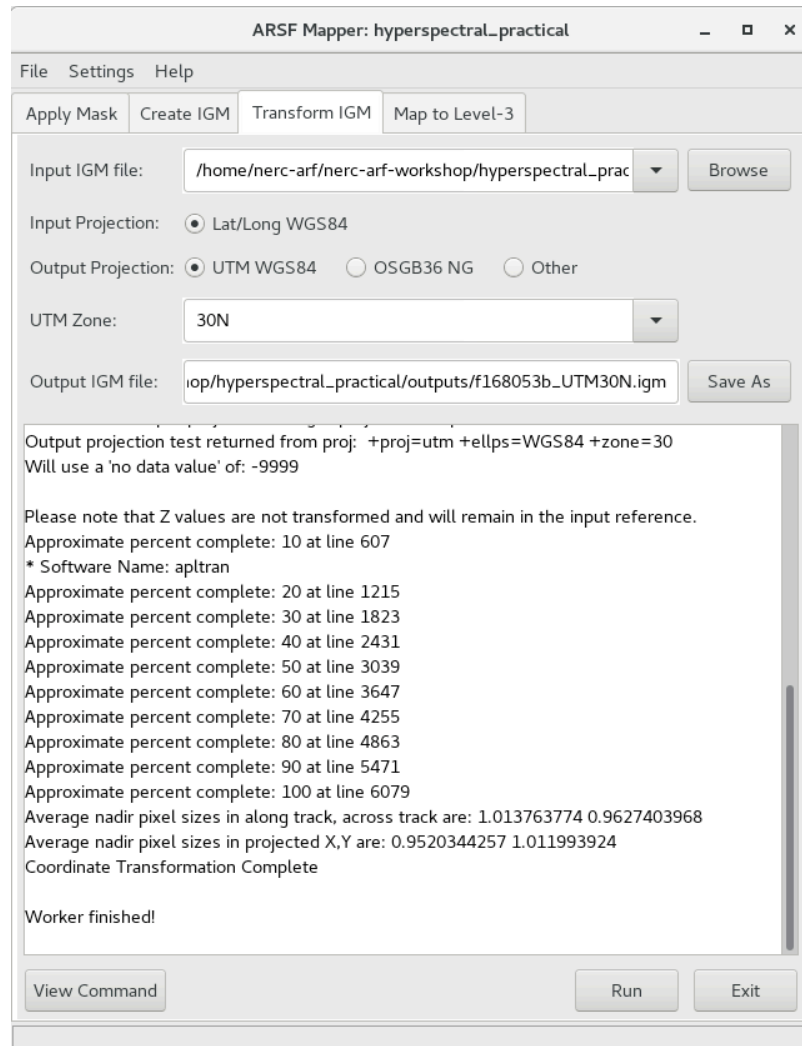 ARSF Mapper: hyperspectral_practical
File Settings Help
Apply Mask Create IGM Transform IGM Map to Level-3
Input IGM file: /home/nerc-arf/nerc-arf-workshop/hyperspectral_prac Browse
Input Projection: Lat/Long WGS84
Output Projection: UTM WGS84 OSGB36 NG Other
UTM Zone: 30N
Output IGM file: op/hyperspectral_practical/outputs/f168053b_UTM30N.igm Save As
Output projection test returned from proj: +proj=utm +ellps=WGS84 +zone=30
Will use a 'no data value' of: -9999
Please note that Z values are not transformed and will remain in the input reference.
Approximate percent complete: 10 at line 607
* Software Name: apltran
Approximate percent complete: 20 at line 1215
Approximate percent complete: 30 at line 1823
Approximate percent complete: 40 at line 2431
Approximate percent complete: 50 at line 3039
Approximate percent complete: 60 at line 3647
Approximate percent complete: 70 at line 4255
Approximate percent complete: 80 at line 4863
Approximate percent complete: 90 at line 5471
Approximate percent complete: 100 at line 6079
Average nadir pixel sizes in along track, across track are: 1.013763774 0.9627403968
Average nadir pixel sizes in projected X,Y are: 0.9520344257 1.011993924
Coordinate Transformation Complete
Worker finished!
View Command Run Exit